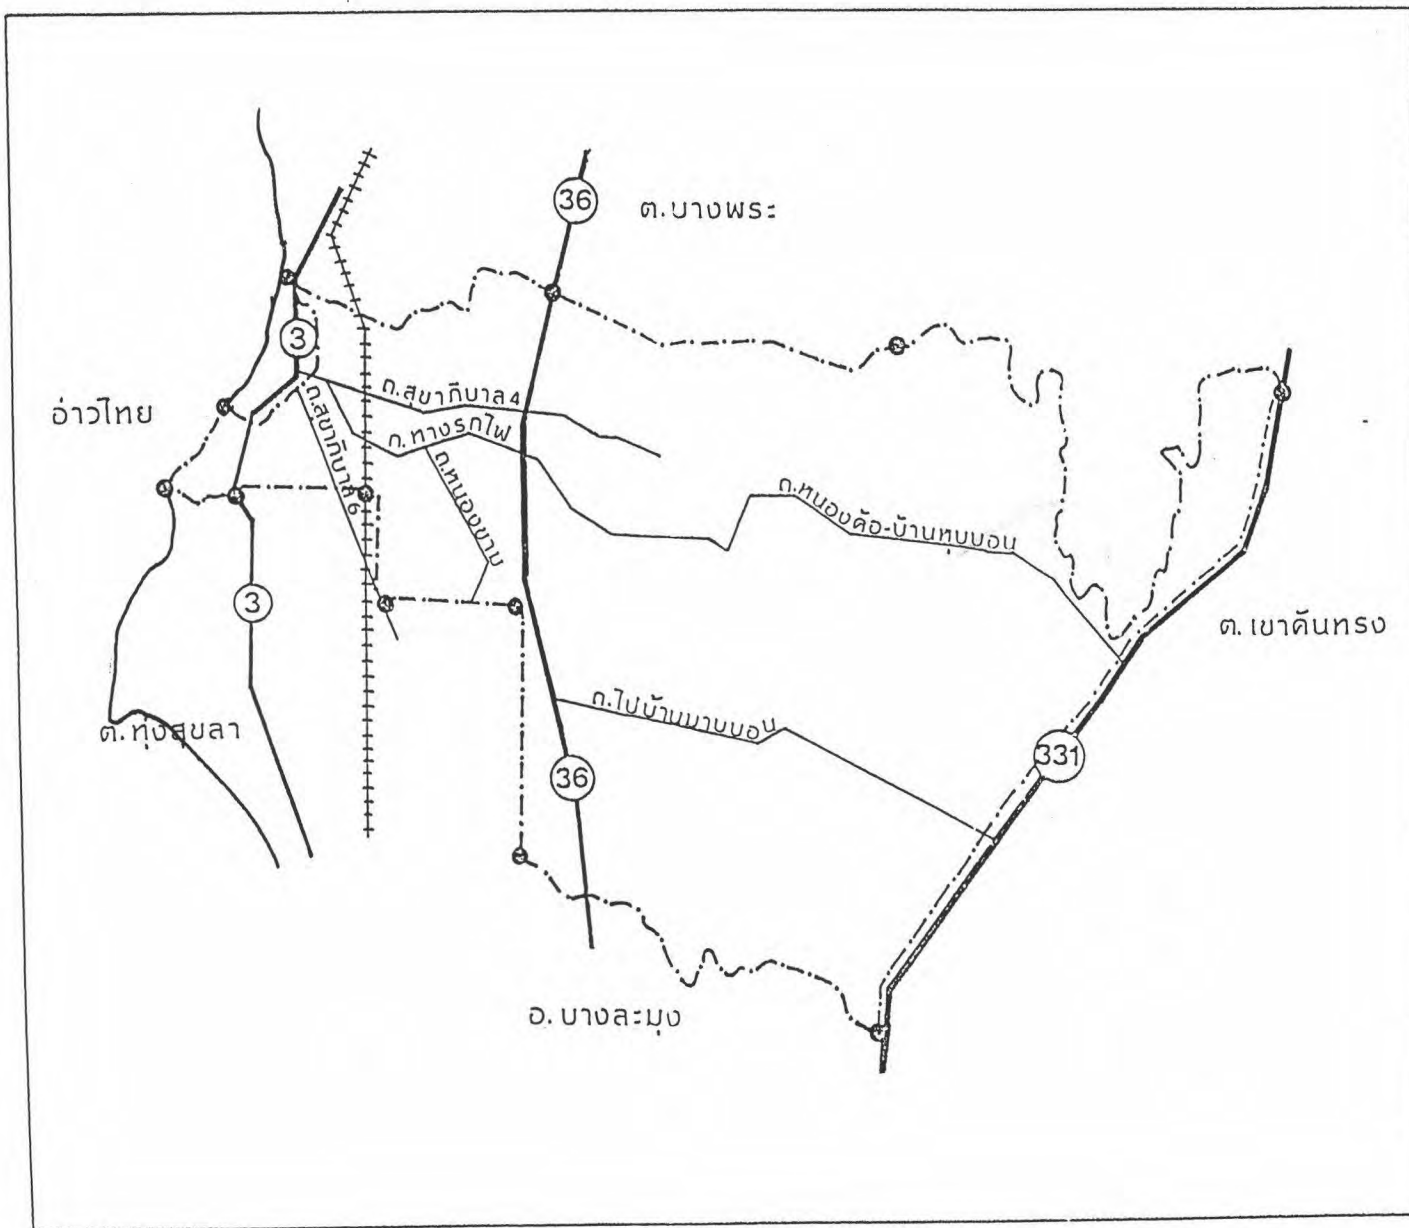 36
ต.บางพระ
3
ถ.สุขาภิบาล4
อ่าวไทย
ถ.ทางรถไฟ
ถ.สุขาภิบาล6
ถ.หนองขาม
ถ.หนองค้อ-บ้านหุบบอน
3
ต.เขาคันทรง
ต.ทุ่งสุขลา
ถ.ไปบ้านมาบบอน
331
36
อ.บางละมุง